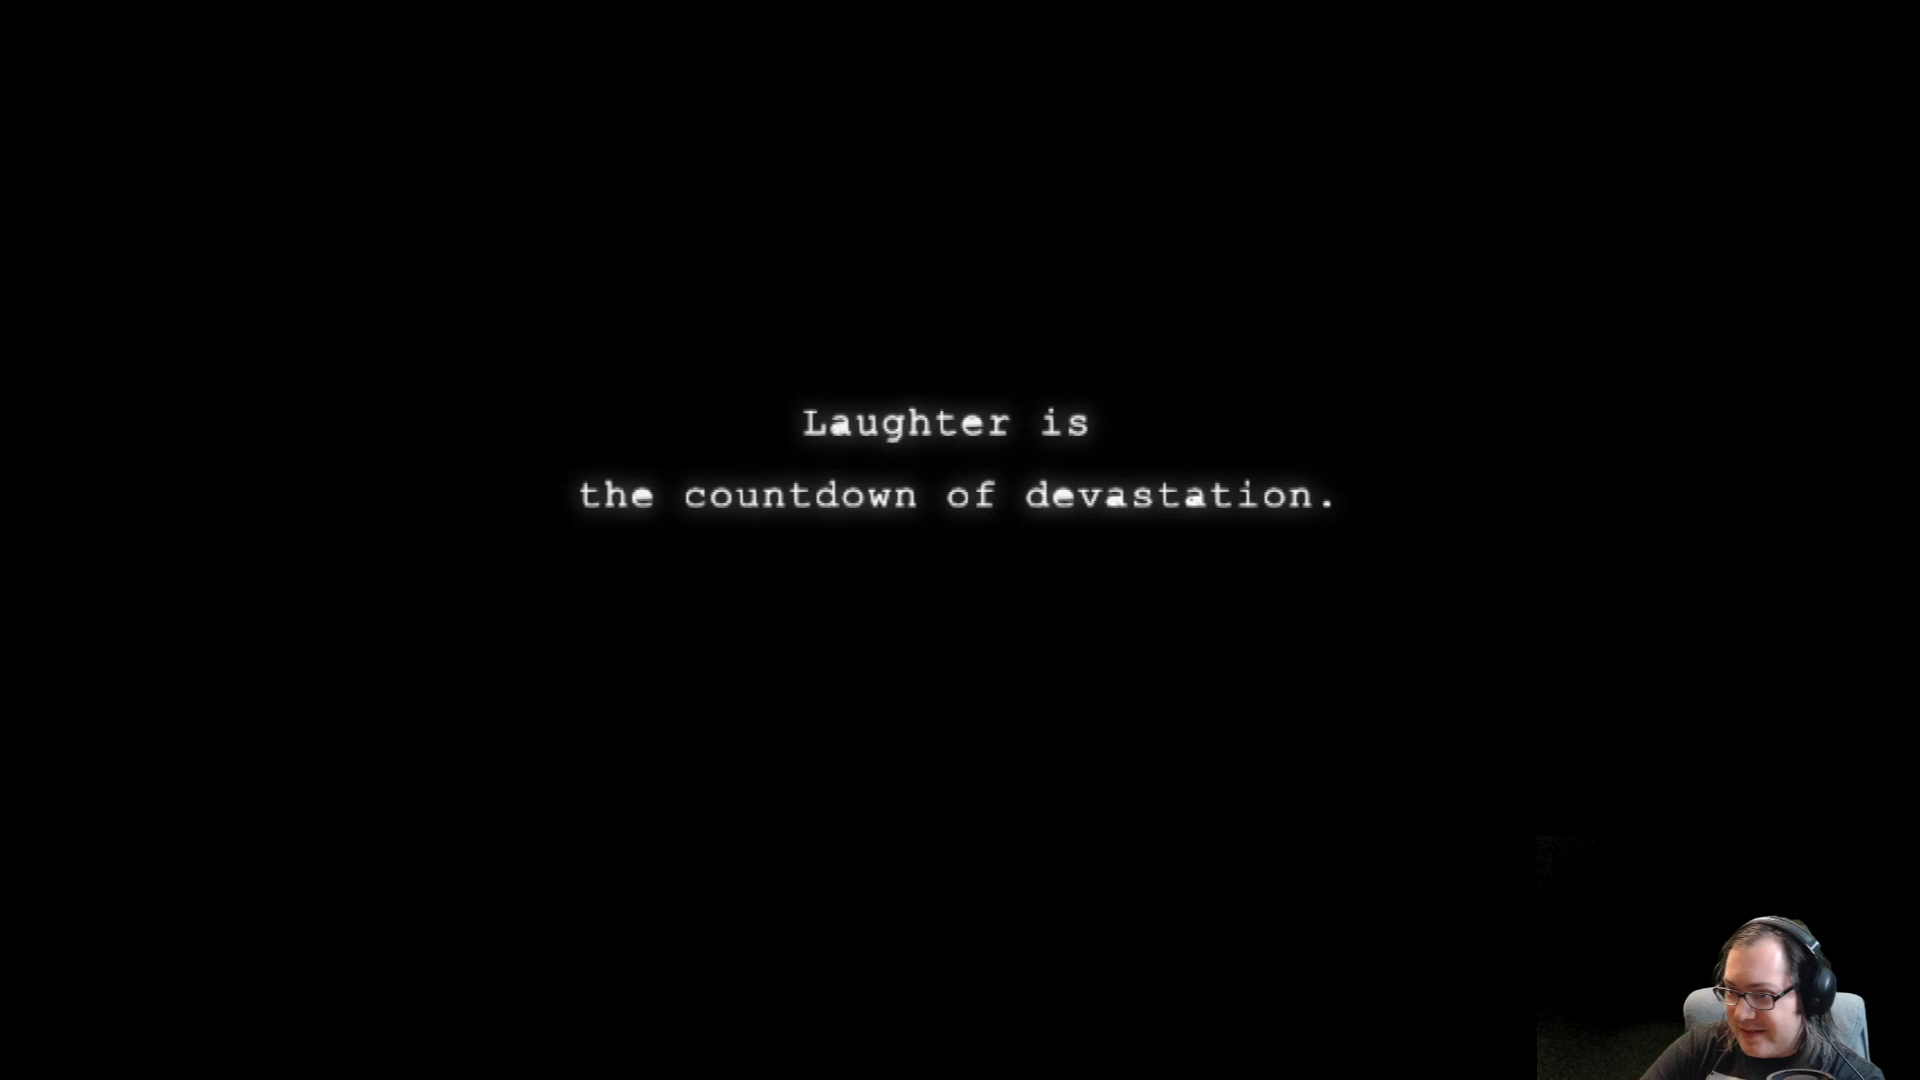 Laughter is
the countdown of devastation.